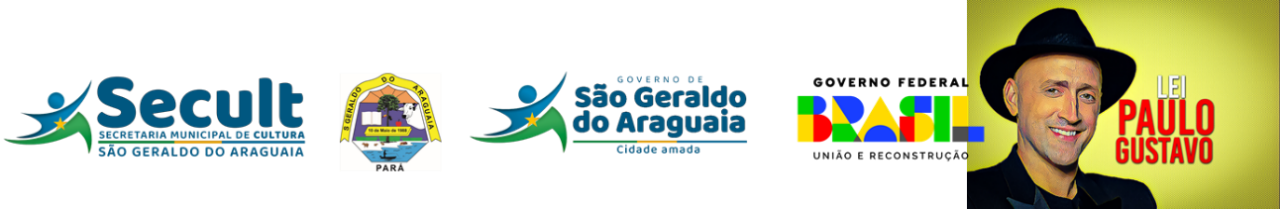 Secult
SECRETARIA MUNICIPAL DE CULTURA
SÃO GERALDO DO ARAGUAIA
S GERALDO DO ARAGUAIA
PARÁ
GOVERNO DE
São Geraldo
do Araguaia
Cidade amada
GOVERNO FEDERAL
BRASIL
UNIÃO E RECONSTRUÇÃO
LEI
PAULO
GUSTAVO